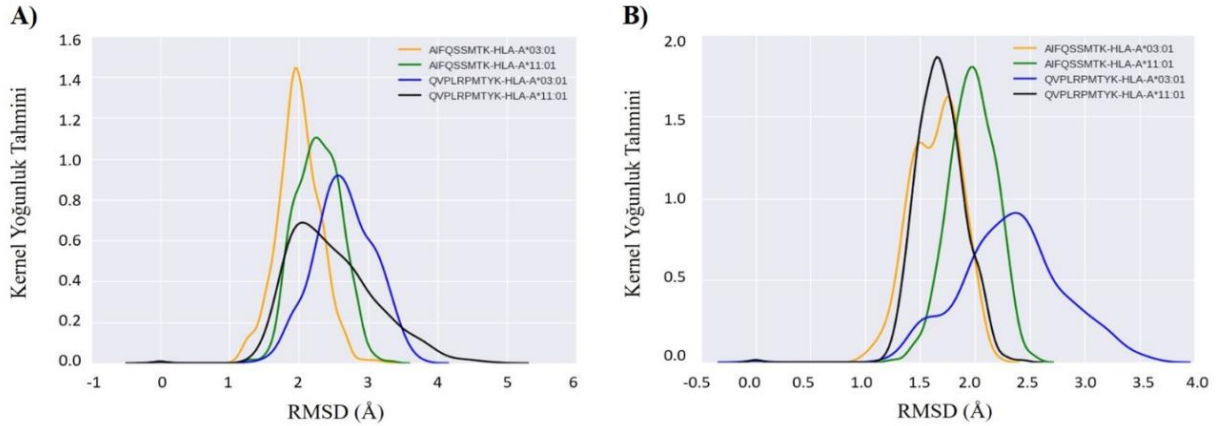 A)
Kernel Yoğunluk Tahmini
1.6
1.4
1.2
1.0
0.8
0.6
0.4
0.2
0.0
AIFQSSMTK-HLA-A*03:01
AIFQSSMTK-HLA-A*11:01
QVPLRPMTYK-HLA-A*03:01
QVPLRPMTYK-HLA-A*11:01
-1 0 1 2 3 4 5 6
RMSD (Å)
B)
Kernel Yoğunluk Tahmini
2.0
1.5
1.0
0.5
0.0
AIFQSSMTK-HLA-A*03:01
AIFQSSMTK-HLA-A*11:01
QVPLRPMTYK-HLA-A*03:01
QVPLRPMTYK-HLA-A*11:01
-0.5 0.0 0.5 1.0 1.5 2.0 2.5 3.0 3.5 4.0
RMSD (Å)